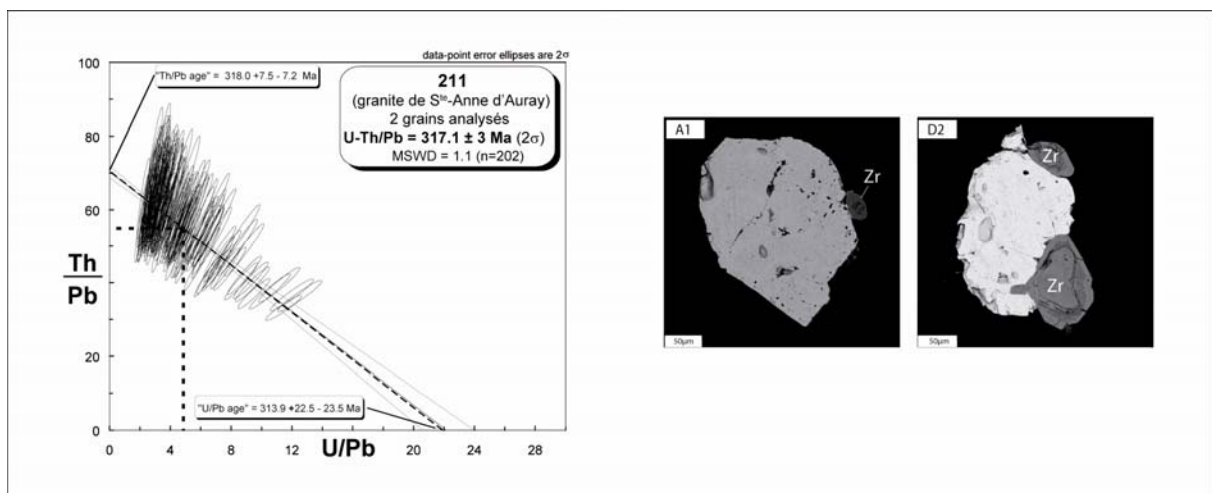 data-point error ellipses are 2σ
100
"Th/Pb age" = 318.0 +7.5 - 7.2 Ma
211
(granite de Ste-Anne d'Auray)
2 grains analysés
U-Th/Pb = 317.1 ± 3 Ma (2σ)
MSWD = 1.1 (n=202)
80
60
Th
Pb
40
20
"U/Pb age" = 313.9 +22.5 - 23.5 Ma
0
0 4 8 12 16 20 24 28
U/Pb
A1
Zr
50µm
D2
Zr
Zr
50µm